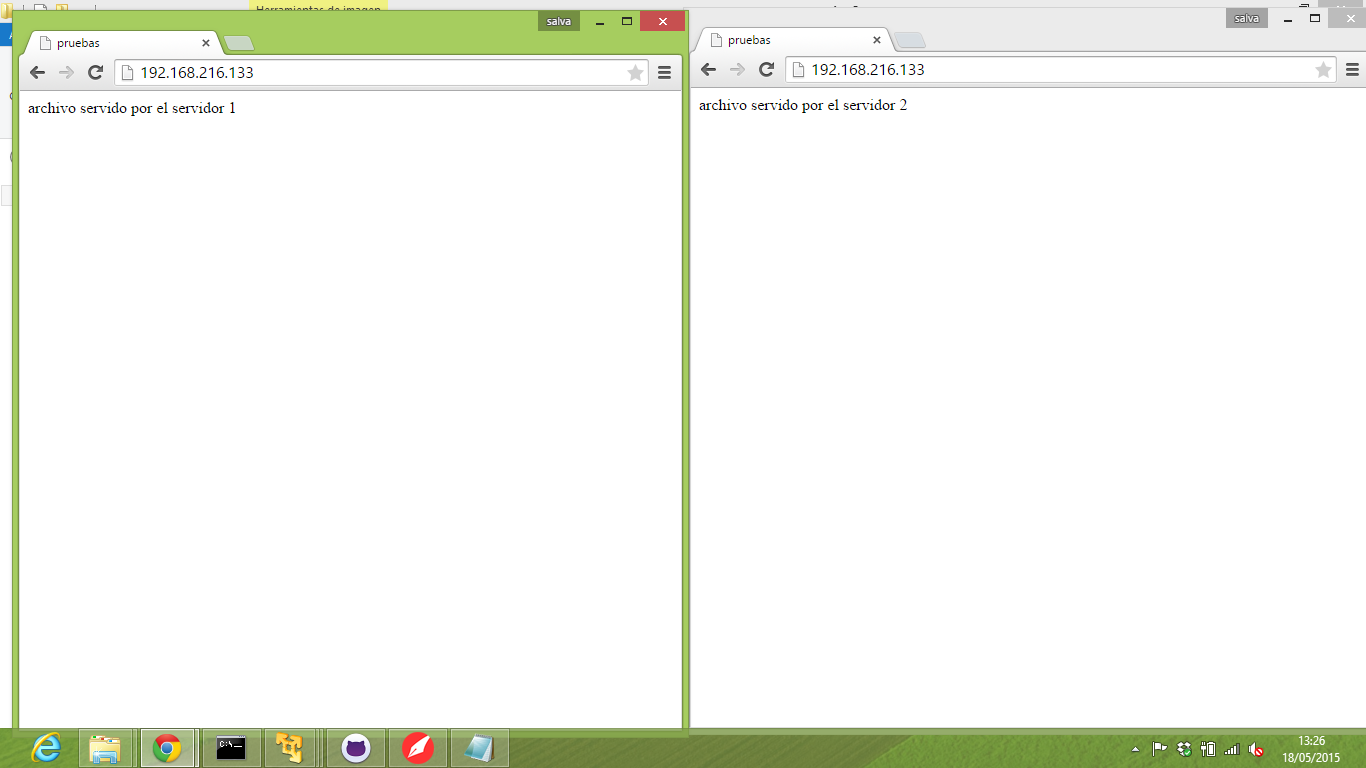 Herramientas de imagen
salva
pruebas
192.168.216.133
archivo servido por el servidor 1
salva
pruebas
192.168.216.133
archivo servido por el servidor 2
C:\_
13:26
18/05/2015